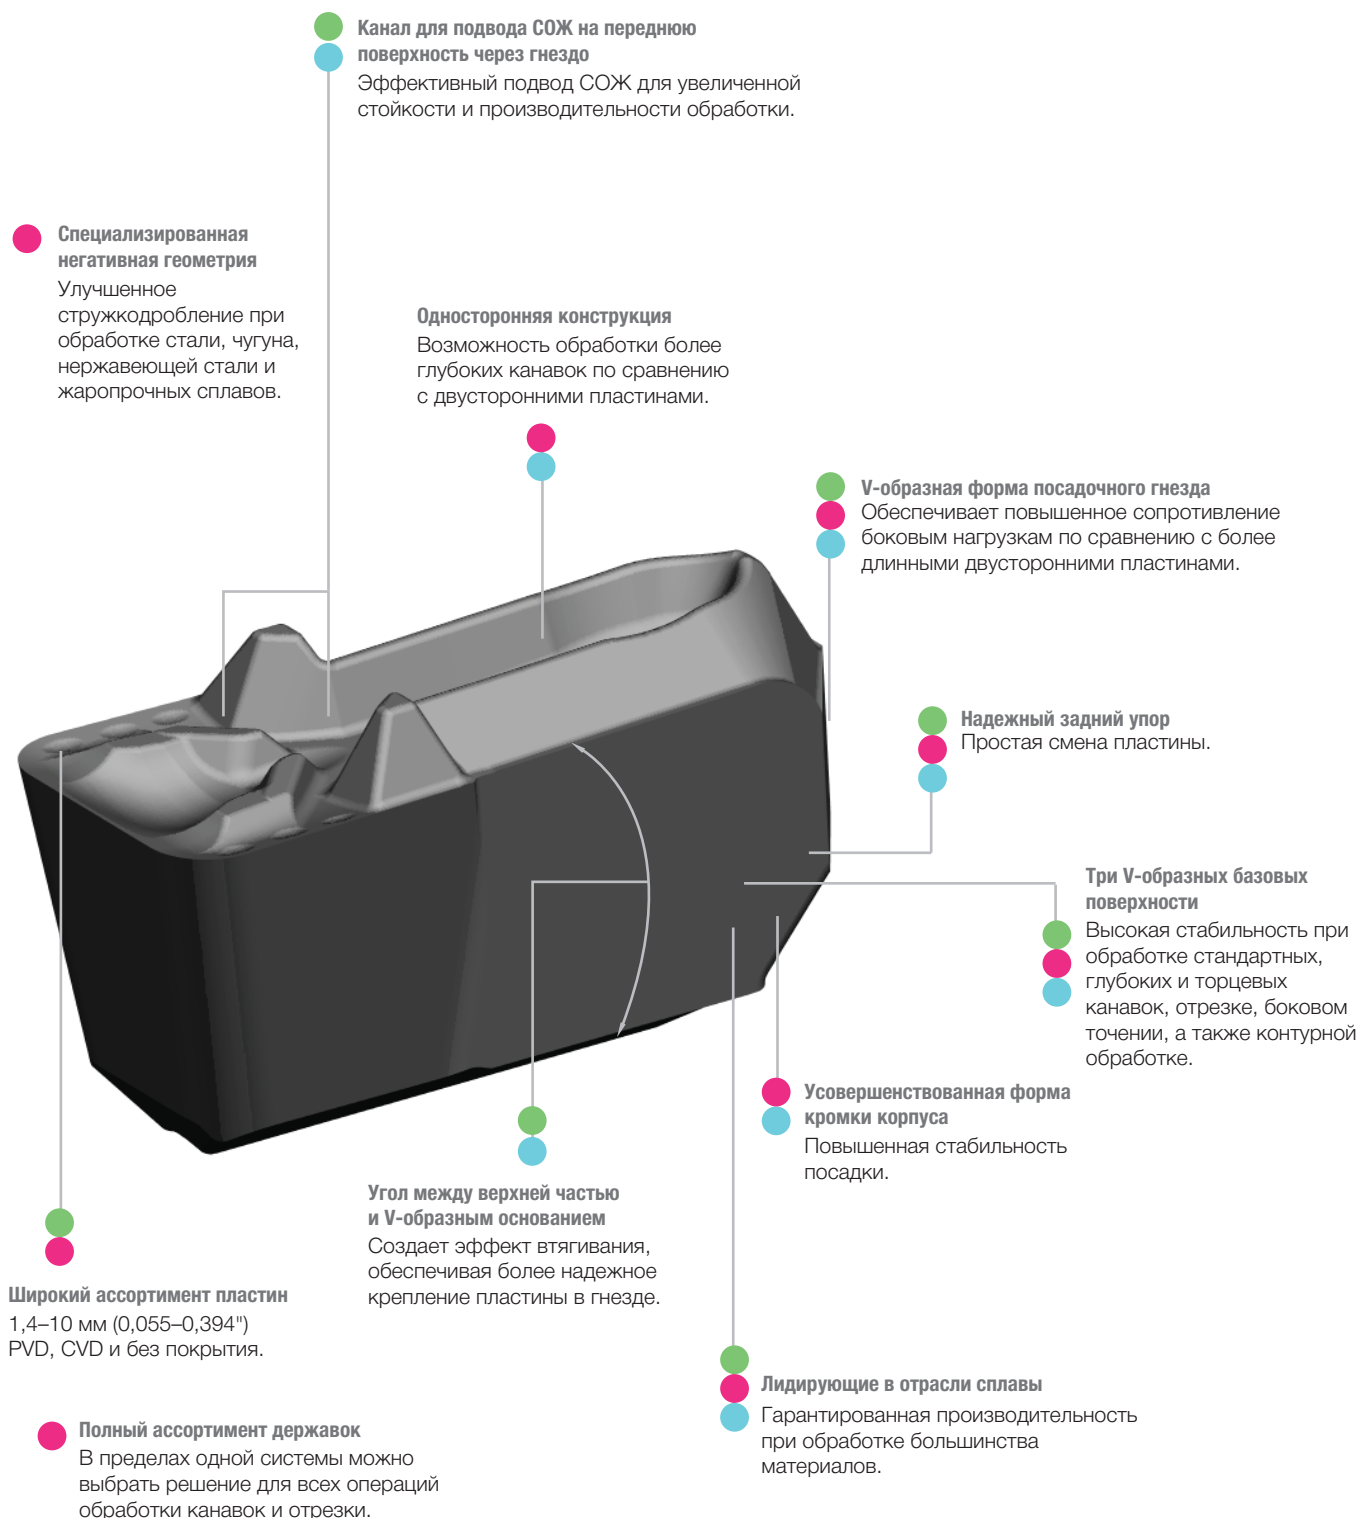 Канал для подвода СОЖ на переднюю
поверхность через гнездо
Эффективный подвод СОЖ для увеличенной
стойкости и производительности обработки.
Специализированная
негативная геометрия
Улучшенное
стружкодробление при
обработке стали, чугуна,
нержавеющей стали и
жаропрочных сплавов.
Односторонняя конструкция
Возможность обработки более
глубоких канавок по сравнению
с двусторонними пластинами.
V-образная форма посадочного гнезда
Обеспечивает повышенное сопротивление
боковым нагрузкам по сравнению с более
длинными двусторонними пластинами.
Надежный задний упор
Простая смена пластины.
Три V-образных базовых
поверхности
Высокая стабильность при
обработке стандартных,
глубоких и торцевых
канавок, отрезке, боковом
точении, а также контурной
обработке.
Усовершенствованная форма
кромки корпуса
Повышенная стабильность
посадки.
Угол между верхней частью
и V-образным основанием
Создает эффект втягивания,
обеспечивая более надежное
крепление пластины в гнезде.
Широкий ассортимент пластин
1,4–10 мм (0,055–0,394")
PVD, CVD и без покрытия.
Лидирующие в отрасли сплавы
Гарантированная производительность
при обработке большинства
материалов.
Полный ассортимент державок
В пределах одной системы можно
выбрать решение для всех операций
обработки канавок и отрезки.